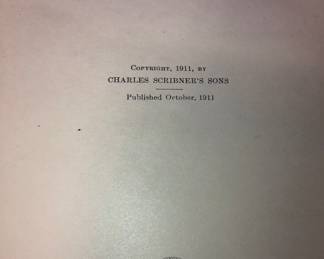 Copyright, 1911, by
CHARLES SCRIBNER'S SONS
Published October, 1911